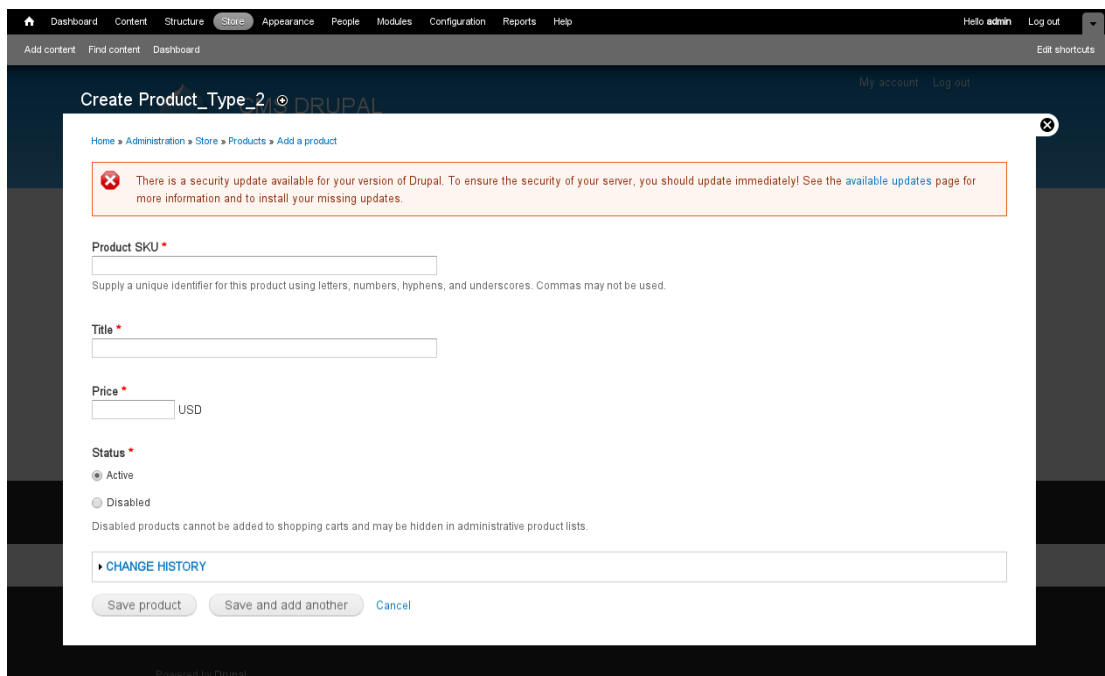 Dashboard Content Structure Store Appearance People Modules Configuration Reports Help Hello admin Log out
Add content Find content Dashboard Edit shortcuts
My account Log out
Create Product_Type_2
CMS DRUPAL
Home » Administration » Store » Products » Add a product
There is a security update available for your version of Drupal. To ensure the security of your server, you should update immediately! See the available updates page for
more information and to install your missing updates.
Product SKU *
Supply a unique identifier for this product using letters, numbers, hyphens, and underscores. Commas may not be used.
Title *
Price *
USD
Status *
Active
Disabled
Disabled products cannot be added to shopping carts and may be hidden in administrative product lists.
CHANGE HISTORY
Save product Save and add another Cancel
Powered by Drupal